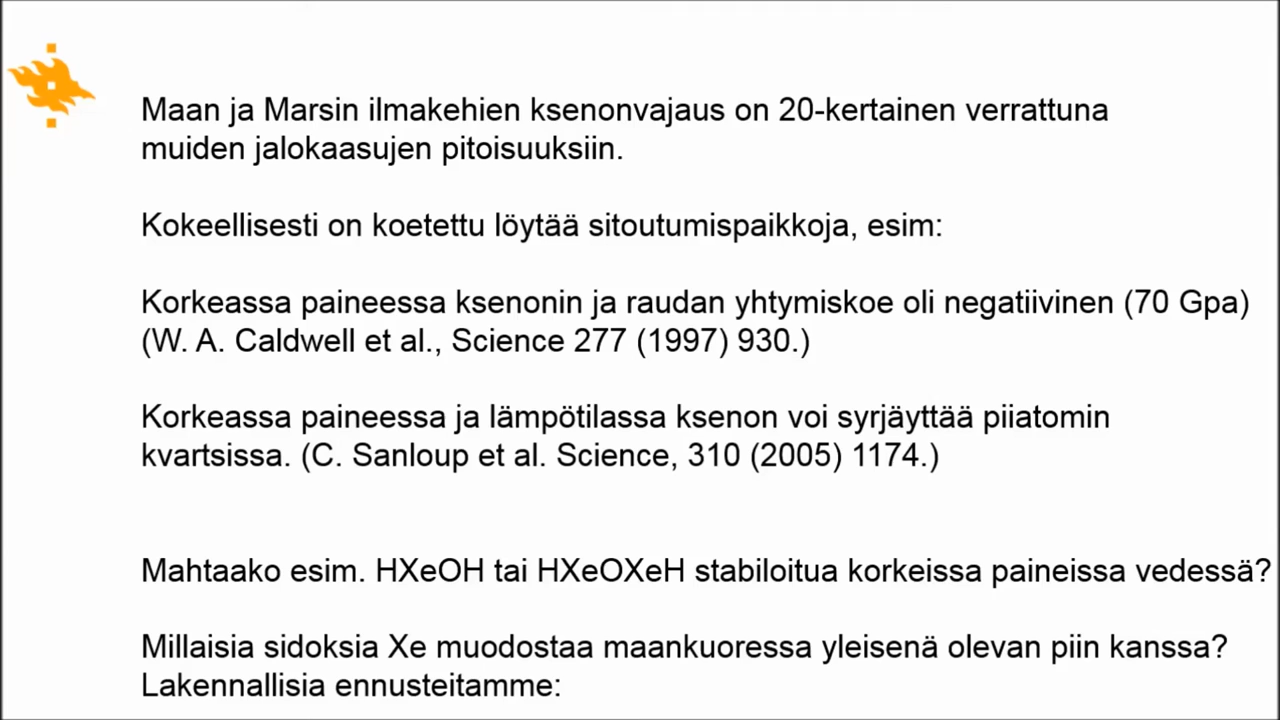 Maan ja Marsin ilmakehien ksenonvajaus on 20-kertainen verrattuna
muiden jalokaasujen pitoisuuksiin.
Kokeellisesti on koetettu löytää sitoutumispaikkoja, esim:
Korkeassa paineessa ksenonin ja raudan yhtymiskoe oli negatiivinen (70 Gpa)
(W. A. Caldwell et al., Science 277 (1997) 930.)
Korkeassa paineessa ja lämpötilassa ksenon voi syrjäyttää piiatomin
kvartsissa. (C. Sanloup et al. Science, 310 (2005) 1174.)
Mahtaako esim. HXeOH tai HXeOXeH stabiloitua korkeissa paineissa vedessä?
Millaisia sidoksia Xe muodostaa maankuoressa yleisenä olevan piin kanssa?
Lakennallisia ennusteitamme: